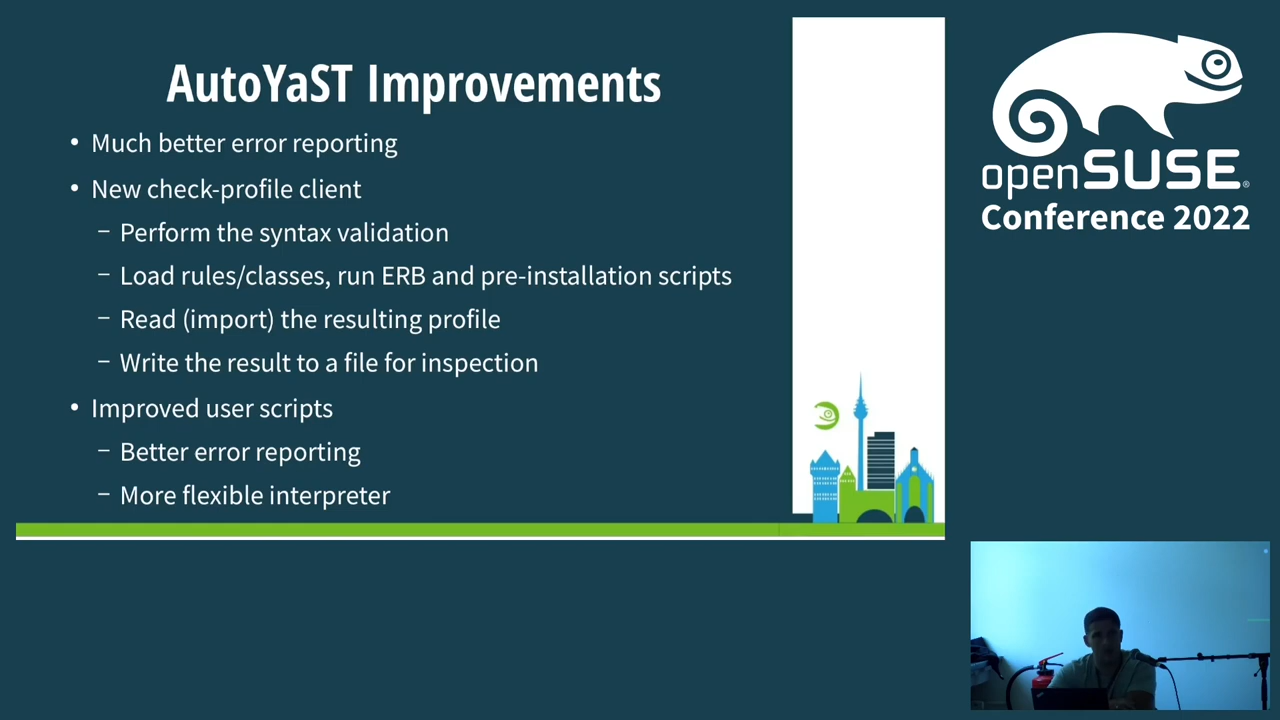 AutoYaST Improvements
• Much better error reporting
• New check-profile client
– Perform the syntax validation
– Load rules/classes, run ERB and pre-installation scripts
– Read (import) the resulting profile
– Write the result to a file for inspection
• Improved user scripts
– Better error reporting
– More flexible interpreter
openSUSE®
Conference 2022